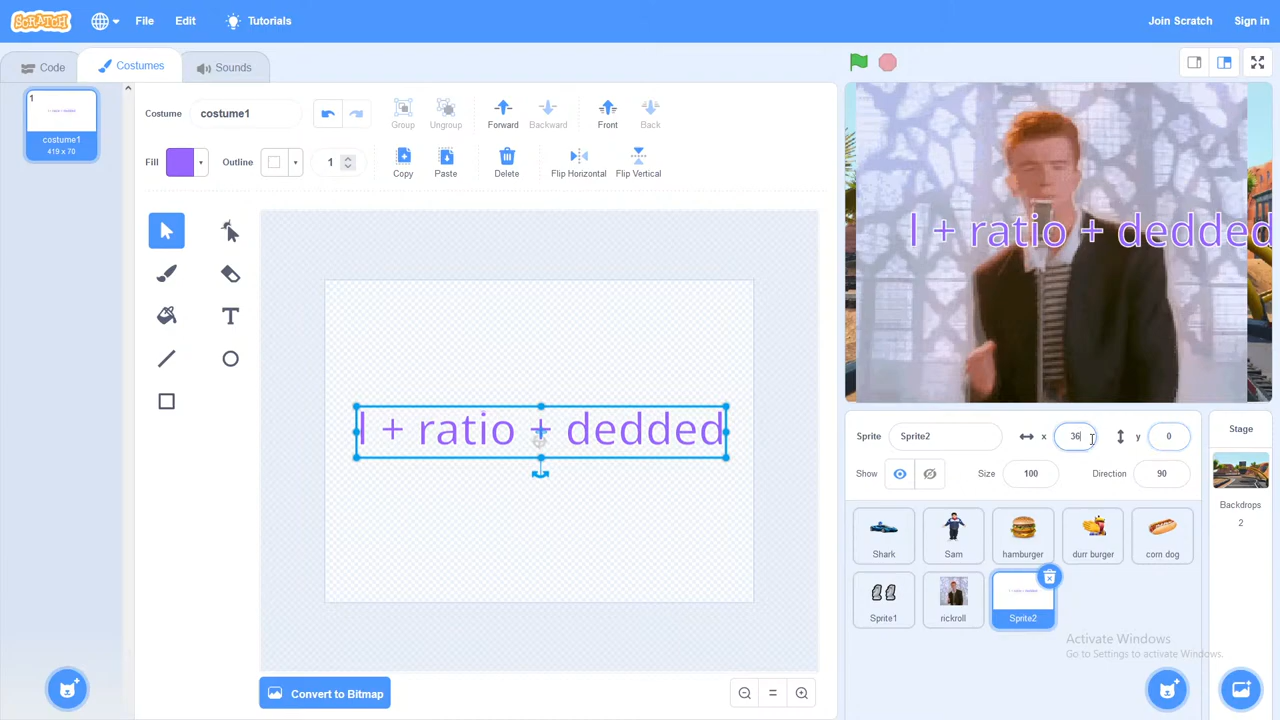 SCRATCH File Edit Tutorials Join Scratch Sign in
Code Costumes Sounds
1
costume1
419 x 70
Costume costume1 Group Ungroup Forward Backward Front Back
Fill Outline 1 Copy Paste Delete Flip Horizontal Flip Vertical
l + ratio + dedded
T
l + ratio + dedded
Convert to Bitmap
Sprite Sprite2 x 36 y 0
Show Size 100 Direction 90
Shark Sam hamburger durr burger corn dog
Sprite1 rickroll Sprite2
l + ratio + dedded
Stage
Backdrops
2
Activate Windows
Go to Settings to activate Windows.